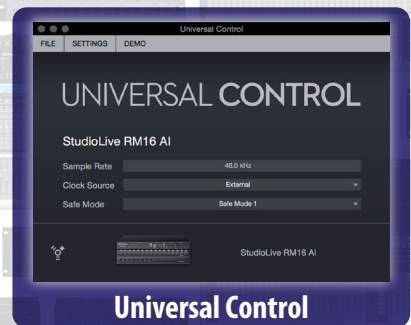 Universal Control
FILE SETTINGS DEMO
UNIVERSAL CONTROL
StudioLive RM16 AI
Sample Rate 48.0 kHz
Clock Source External
Safe Mode Safe Mode 1
StudioLive RM16 AI
Universal Control